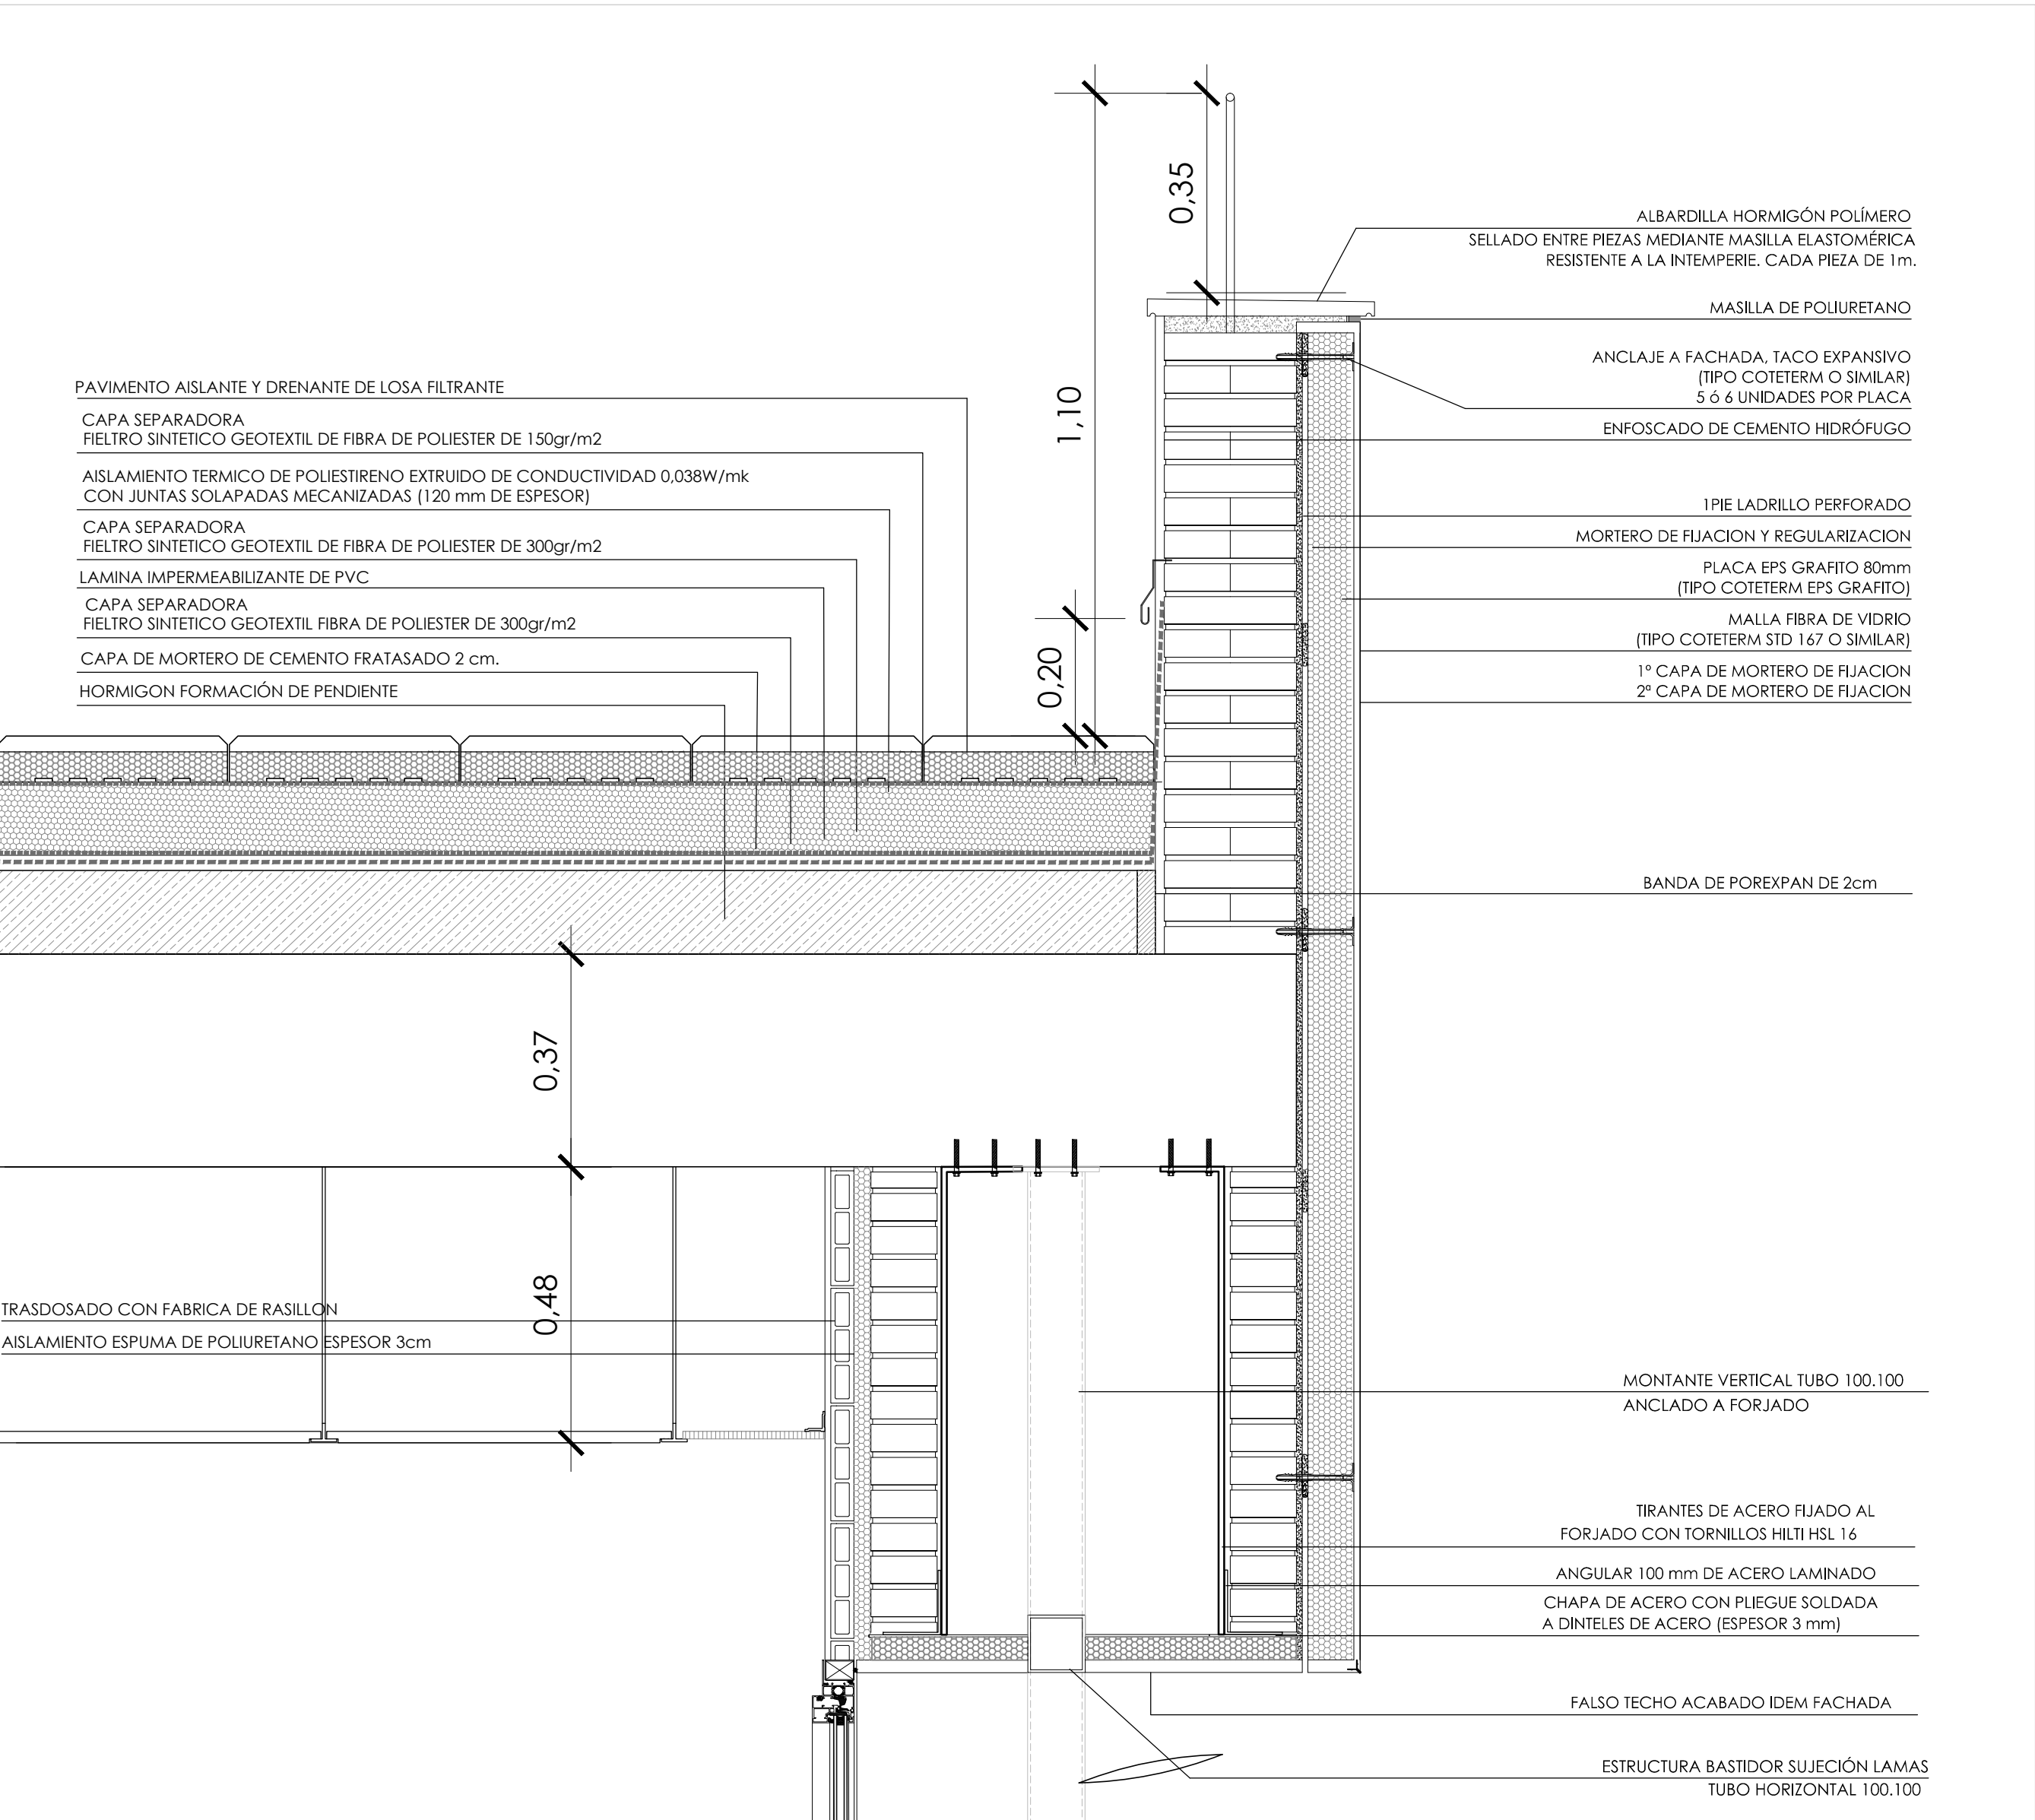 0,35
ALBARDILLA HORMIGÓN POLÍMERO
SELLADO ENTRE PIEZAS MEDIANTE MASILLA ELASTOMÉRICA
RESISTENTE A LA INTEMPERIE. CADA PIEZA DE 1m.
MASILLA DE POLIURETANO
ANCLAJE A FACHADA, TACO EXPANSIVO
(TIPO COTETERM O SIMILAR)
5 ó 6 UNIDADES POR PLACA
ENFOSCADO DE CEMENTO HIDRÓFUGO
1PIE LADRILLO PERFORADO
MORTERO DE FIJACION Y REGULARIZACION
PLACA EPS GRAFITO 80mm
(TIPO COTETERM EPS GRAFITO)
MALLA FIBRA DE VIDRIO
(TIPO COTETERM STD 167 O SIMILAR)
1º CAPA DE MORTERO DE FIJACION
2ª CAPA DE MORTERO DE FIJACION
1,10
0,20
PAVIMENTO AISLANTE Y DRENANTE DE LOSA FILTRANTE
CAPA SEPARADORA
FIELTRO SINTETICO GEOTEXTIL DE FIBRA DE POLIESTER DE 150gr/m2
AISLAMIENTO TERMICO DE POLIESTIRENO EXTRUIDO DE CONDUCTIVIDAD 0,038W/mk
CON JUNTAS SOLAPADAS MECANIZADAS (120 mm DE ESPESOR)
CAPA SEPARADORA
FIELTRO SINTETICO GEOTEXTIL DE FIBRA DE POLIESTER DE 300gr/m2
LAMINA IMPERMEABILIZANTE DE PVC
CAPA SEPARADORA
FIELTRO SINTETICO GEOTEXTIL FIBRA DE POLIESTER DE 300gr/m2
CAPA DE MORTERO DE CEMENTO FRATASADO 2 cm.
HORMIGON FORMACIÓN DE PENDIENTE
BANDA DE POREXPAN DE 2cm
0,37
0,48
TRASDOSADO CON FABRICA DE RASILLON
AISLAMIENTO ESPUMA DE POLIURETANO ESPESOR 3cm
MONTANTE VERTICAL TUBO 100.100
ANCLADO A FORJADO
TIRANTES DE ACERO FIJADO AL
FORJADO CON TORNILLOS HILTI HSL 16
ANGULAR 100 mm DE ACERO LAMINADO
CHAPA DE ACERO CON PLIEGUE SOLDADA
A DINTELES DE ACERO (ESPESOR 3 mm)
FALSO TECHO ACABADO IDEM FACHADA
ESTRUCTURA BASTIDOR SUJECIÓN LAMAS
TUBO HORIZONTAL 100.100